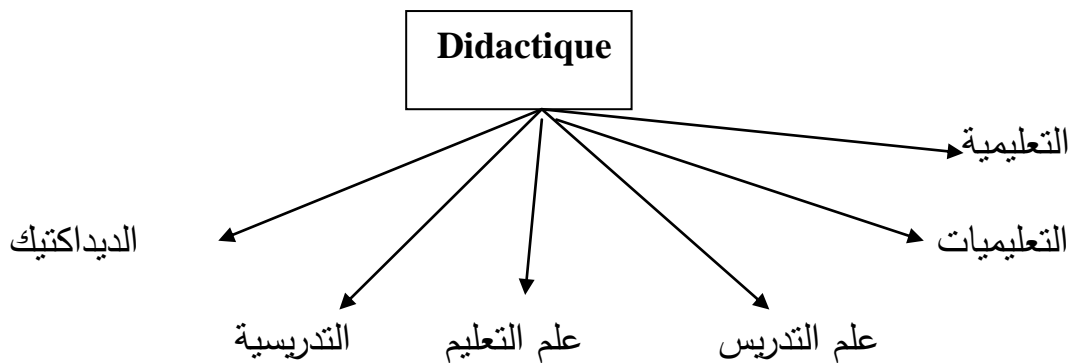 Didactique
التعليمية
التعليميات
الديداكتيك
علم التدريس
علم التعليم
التدريسية